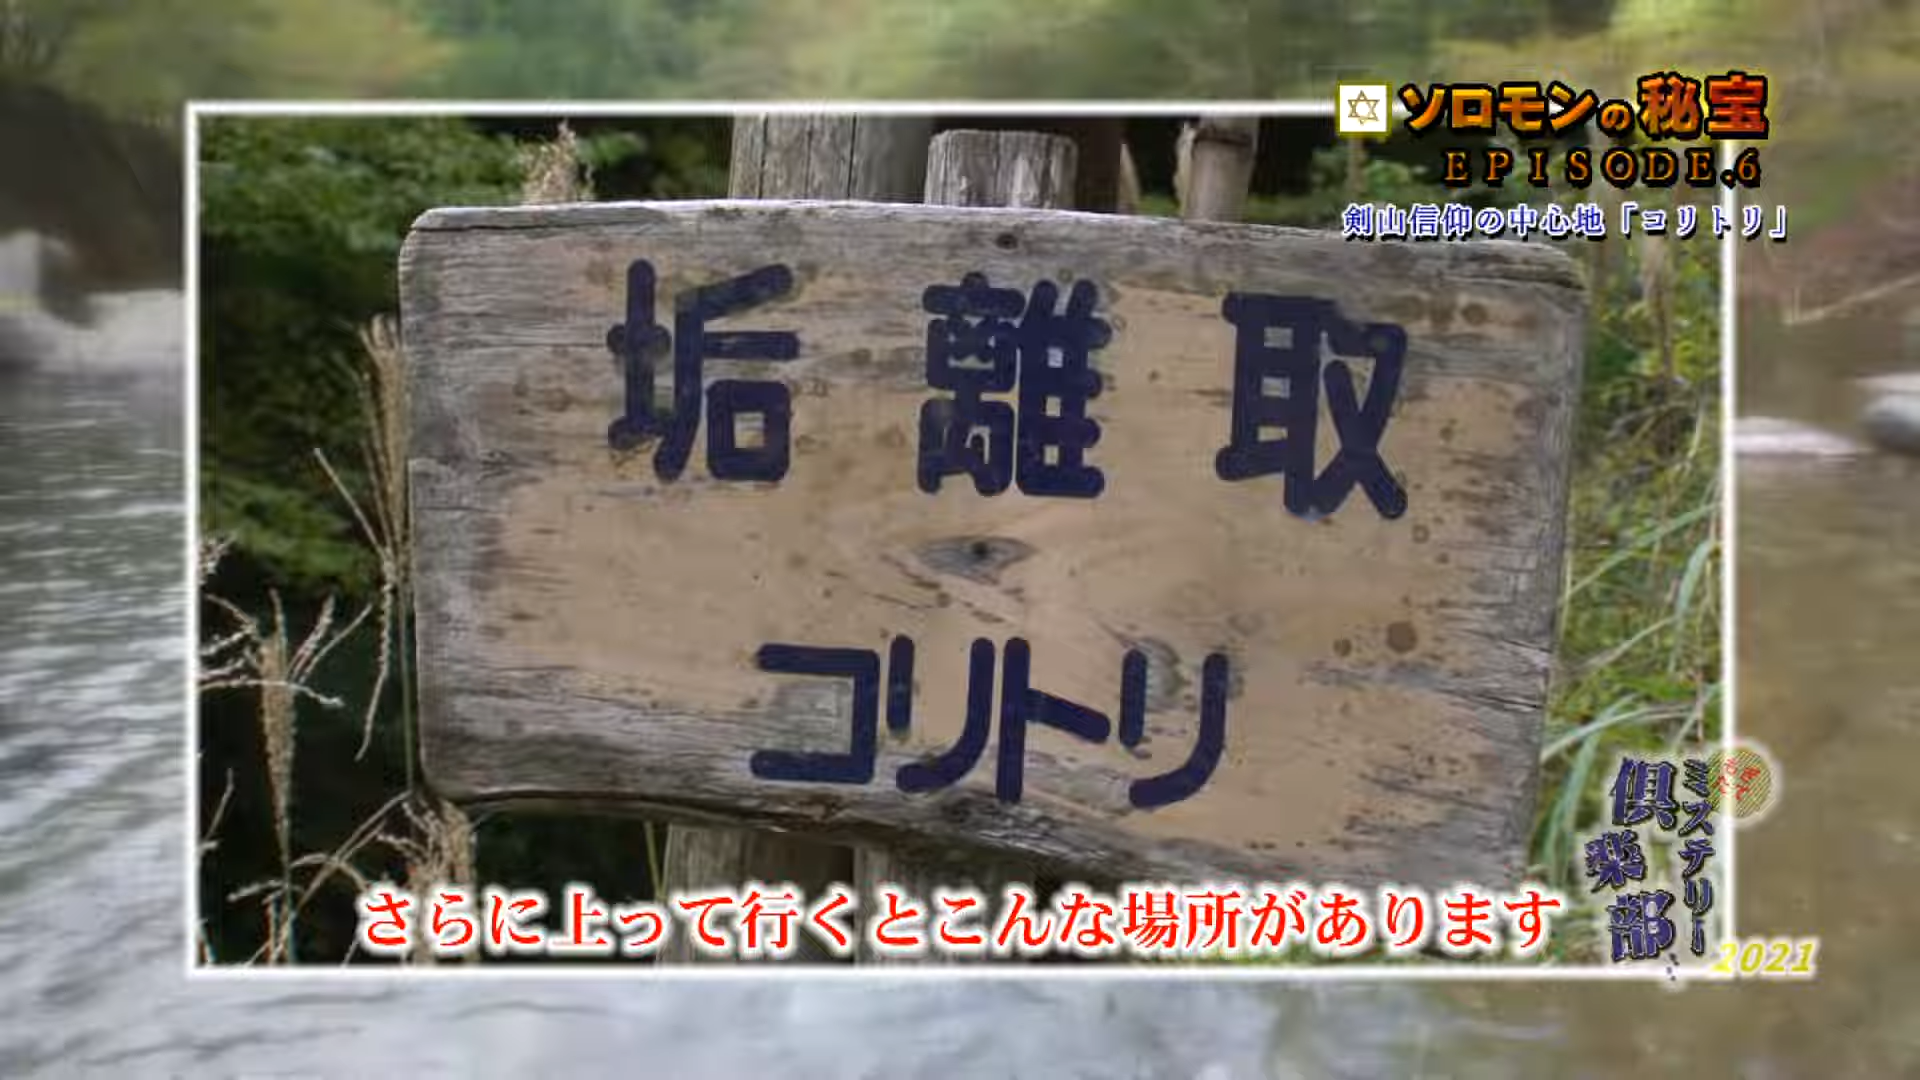 ソロモンの秘宝
EPISODE.6
剣山信仰の中心地「コリトリ」
垢離取
コリトリ
さらに上って行くとこんな場所があります
ミステリー
倶楽部
2021